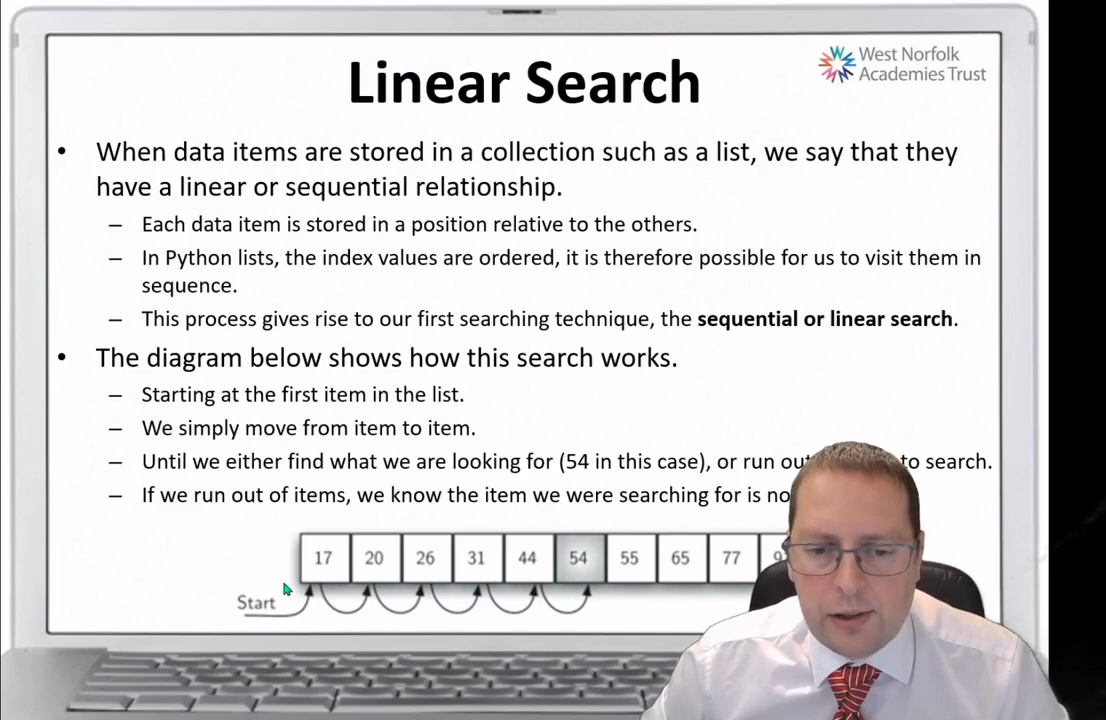 Linear Search
West Norfolk
Academies Trust
• When data items are stored in a collection such as a list, we say that they
have a linear or sequential relationship.
– Each data item is stored in a position relative to the others.
– In Python lists, the index values are ordered, it is therefore possible for us to visit them in
sequence.
– This process gives rise to our first searching technique, the sequential or linear search.
• The diagram below shows how this search works.
– Starting at the first item in the list.
– We simply move from item to item.
– Until we either find what we are looking for (54 in this case), or run out to search.
– If we run out of items, we know the item we were searching for is
17 20 26 31 44 54 55 65 77
Start